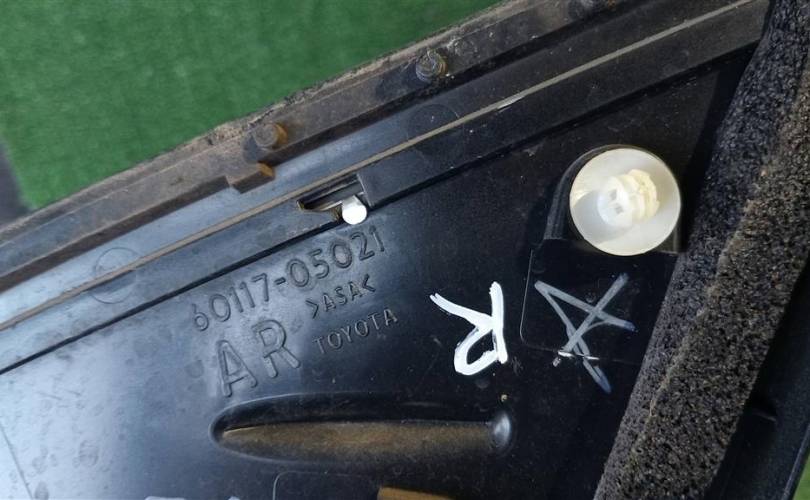 60117-05021
>ASA<
AR TOYOTA
R